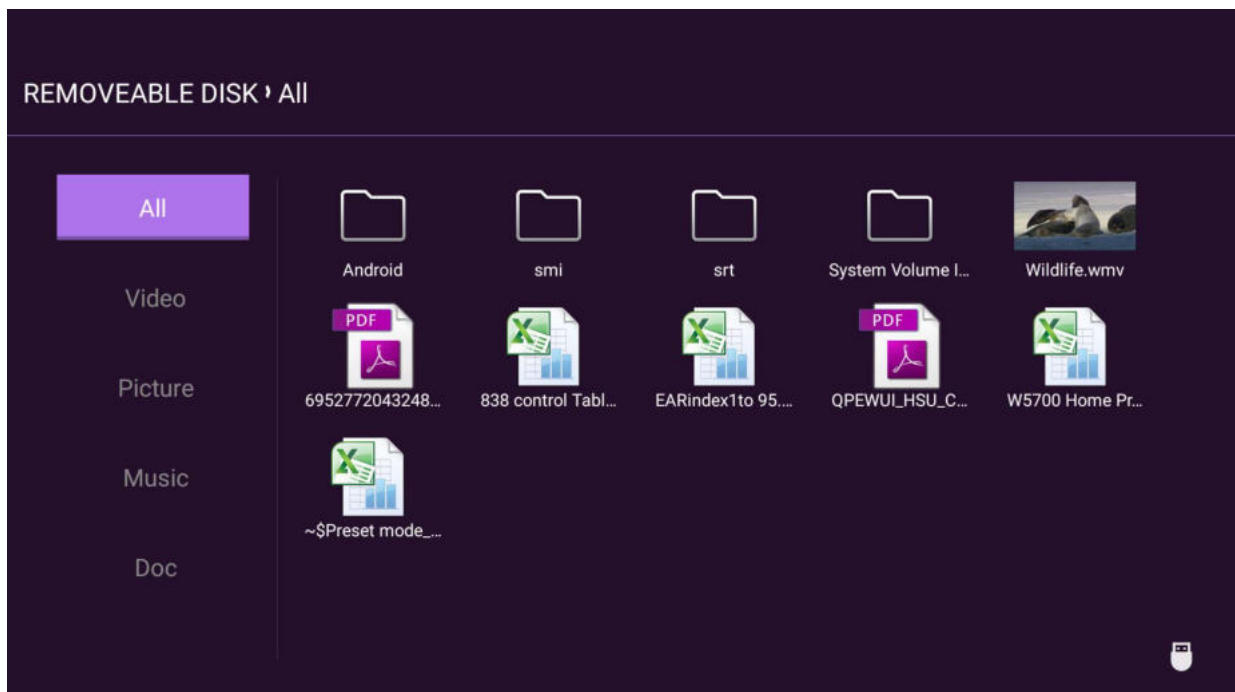 REMOVEABLE DISK › All
All
Video
Picture
Music
Doc
Android
smi
srt
System Volume I...
Wildlife.wmv
PDF
6952772043248...
838 control Tabl...
EARindex1to 95....
PDF
QPEWUI_HSU_C...
W5700 Home Pr...
~$Preset mode_...